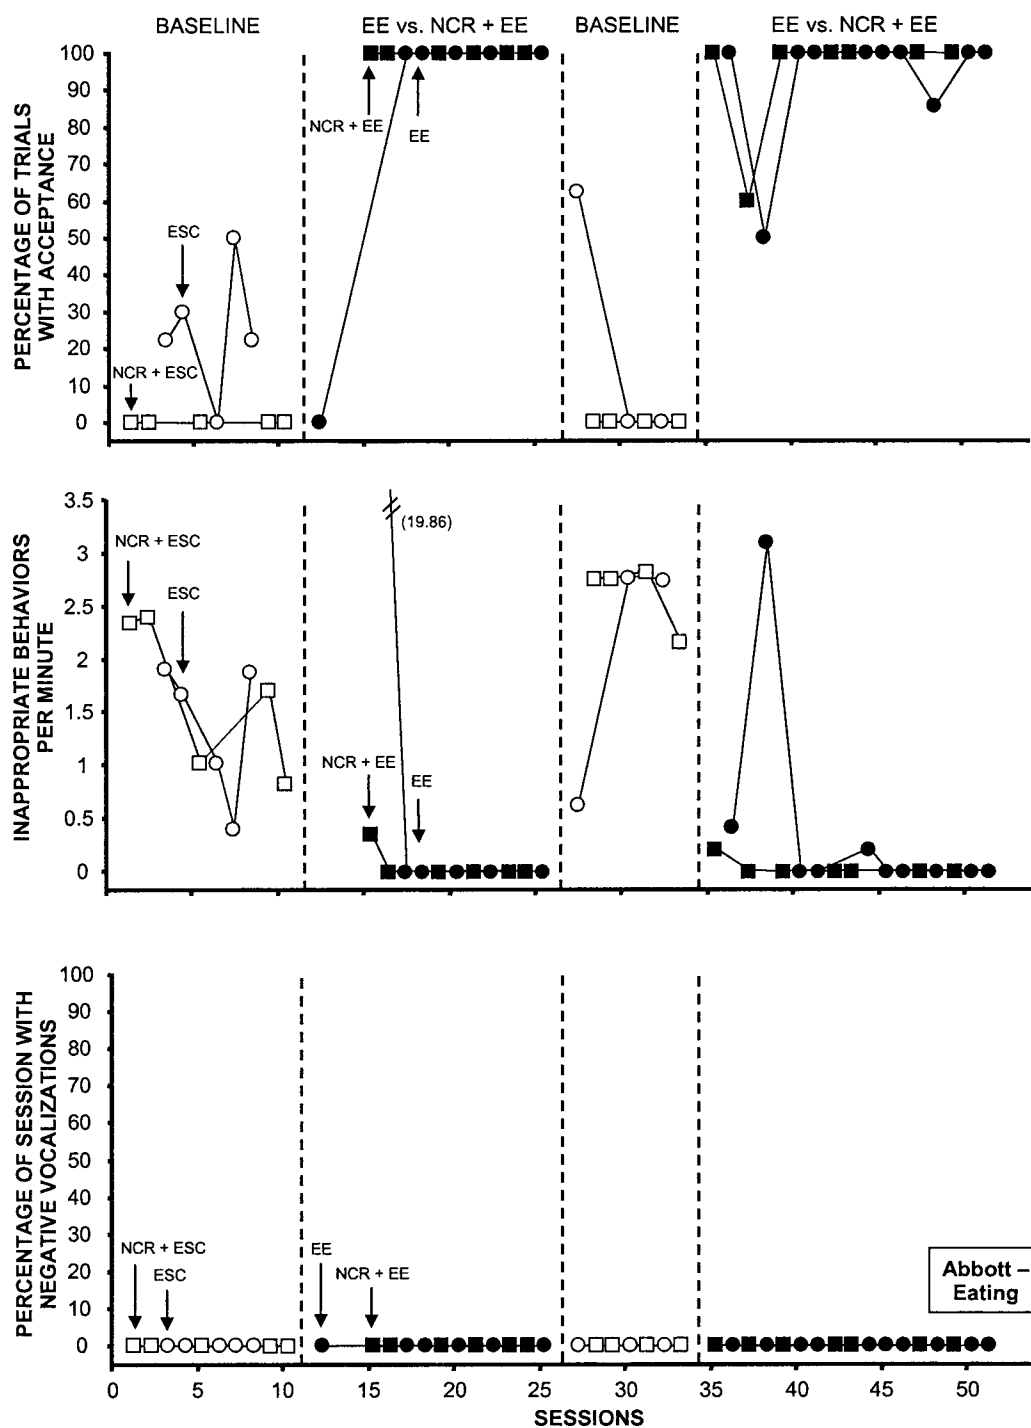 BASELINE EE vs. NCR + EE BASELINE EE vs. NCR + EE
PERCENTAGE OF TRIALS
WITH ACCEPTANCE
100
90
80
70
60
50
40
30
20
10
0
NCR + ESC
ESC
NCR + EE
EE
INAPPROPRIATE BEHAVIORS
PER MINUTE
3.5
3
2.5
2
1.5
1
0.5
0
NCR + ESC
ESC
(19.86)
NCR + EE
EE
PERCENTAGE OF SESSION WITH
NEGATIVE VOCALIZATIONS
100
90
80
70
60
50
40
30
20
10
0
NCR + ESC
ESC
EE
NCR + EE
Abbott –
Eating
0 5 10 15 20 25 30 35 40 45 50
SESSIONS